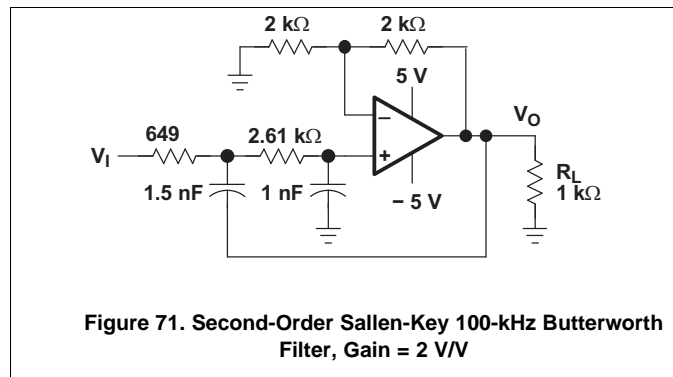 2 kΩ 2 kΩ
5 V
V_O
649 2.61 kΩ
V_I
−
+
R_L
1 kΩ
1.5 nF 1 nF
− 5 V
Figure 71. Second-Order Sallen-Key 100-kHz Butterworth
Filter, Gain = 2 V/V